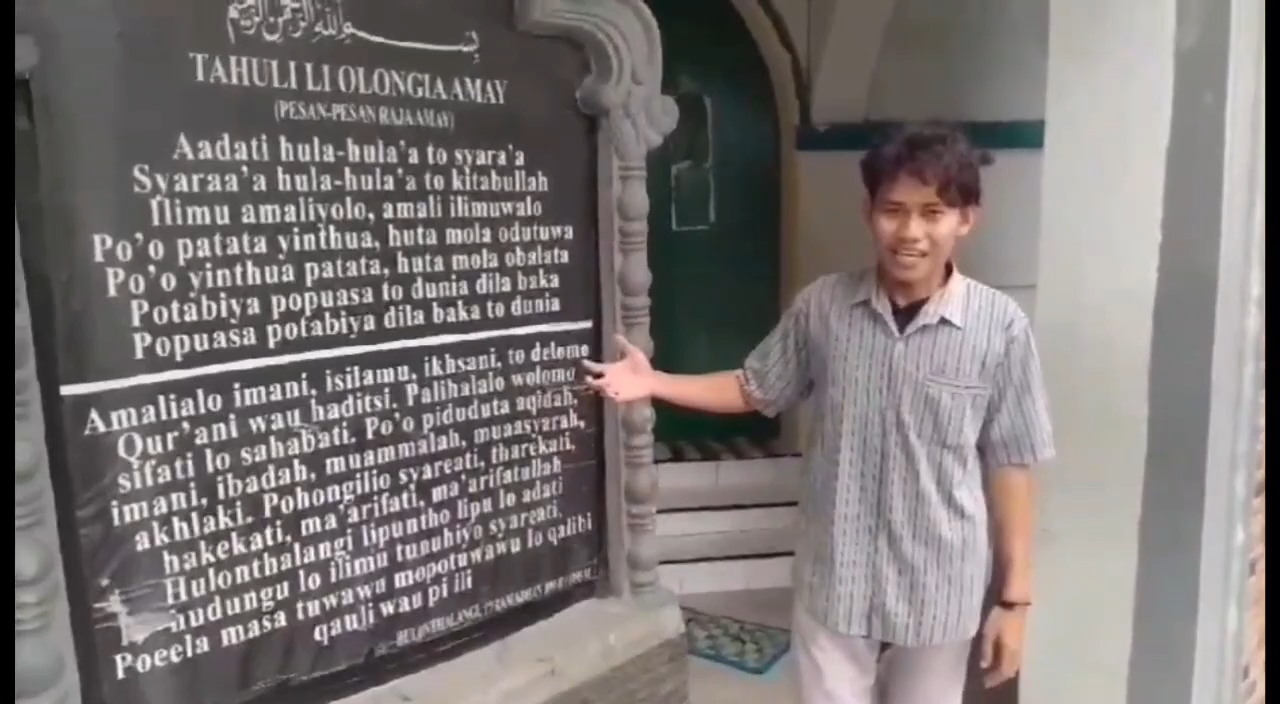 بسم الله الرحمن الرحيم
TAHULI LI OLONGIA AMAY
(PESAN-PESAN RAJA AMAY)
Aadati hula-hula'a to syara'a
Syaraa'a hula-hula'a to kitabullah
Ilimu amaliyolo, amali ilimuwalo
Po'o patata yinthua, huta mola odutuwa
Po'o yinthua patata, huta mola obalata
Potabiya popuasa to dunia dila baka
Popuasa potabiya dila baka to dunia
Amalialo imani, isilamu, ikhsani, to delomo
Qur'ani wau haditsi. Palihalalo wolomo
sifati lo sahabati. Po'o piduduta aqidah,
imani, ibadah, muammalah, muaasyarah,
akhlaki. Pohongilio syareati, tharekati,
hakekati, ma'arifati, ma'arifatullah
Hulonthalangi lipuntho lipu lo adati
hudungu lo ilimu tunuhiyo syareati
Poeela masa tuwawu mopotuwawu lo qalibi
qauli wau pi ili
HULONTHALANGI, 17 RAMADHAN